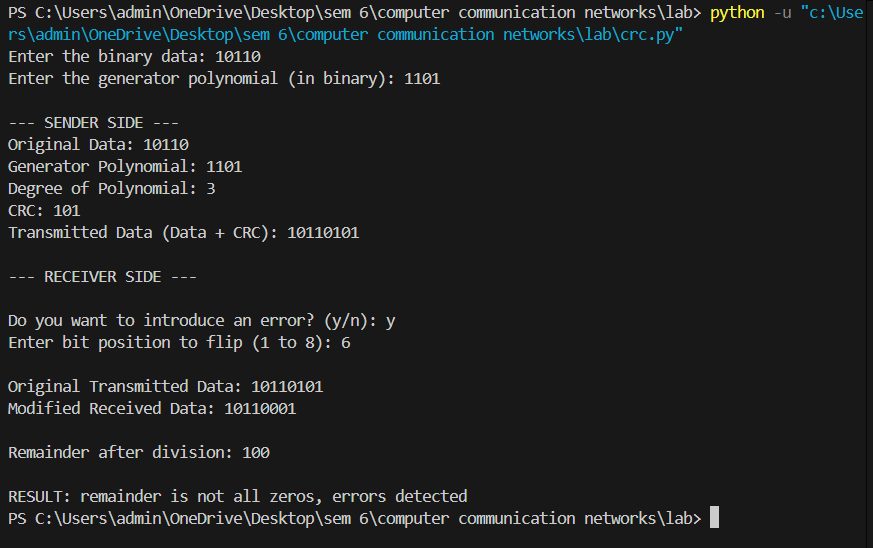 PS C:\Users\admin\OneDrive\Desktop\sem 6\computer communication networks\lab> python -u "c:\Use
rs\admin\OneDrive\Desktop\sem 6\computer communication networks\lab\crc.py"
Enter the binary data: 10110
Enter the generator polynomial (in binary): 1101
--- SENDER SIDE ---
Original Data: 10110
Generator Polynomial: 1101
Degree of Polynomial: 3
CRC: 101
Transmitted Data (Data + CRC): 10110101
--- RECEIVER SIDE ---
Do you want to introduce an error? (y/n): y
Enter bit position to flip (1 to 8): 6
Original Transmitted Data: 10110101
Modified Received Data: 10110001
Remainder after division: 100
RESULT: remainder is not all zeros, errors detected
PS C:\Users\admin\OneDrive\Desktop\sem 6\computer communication networks\lab>